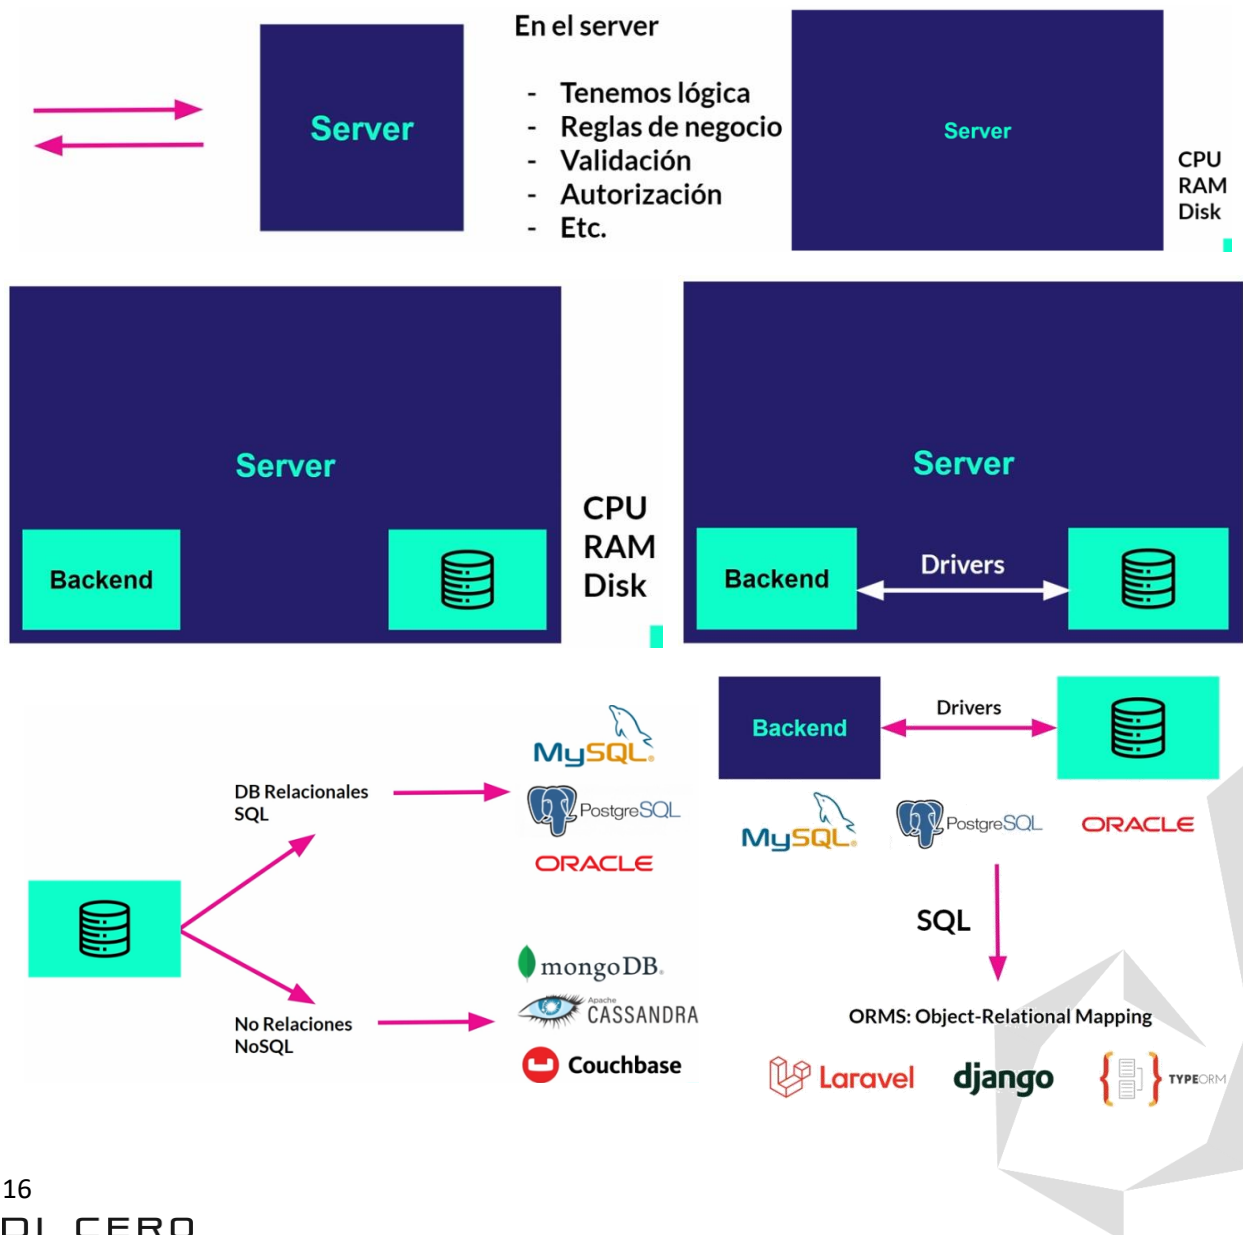 Server
En el server
- Tenemos lógica
- Reglas de negocio
- Validación
- Autorización
- Etc.
Server
CPU
RAM
Disk
Server
Backend
CPU
RAM
Disk
Server
Backend
Drivers
DB Relacionales
SQL
MySQL®
PostgreSQL
ORACLE
No Relaciones
NoSQL
mongoDB®
Apache
CASSANDRA
Couchbase
Backend
Drivers
MySQL®
PostgreSQL
ORACLE
SQL
ORMS: Object-Relational Mapping
Laravel
django
TYPEORM
16
DI CERO